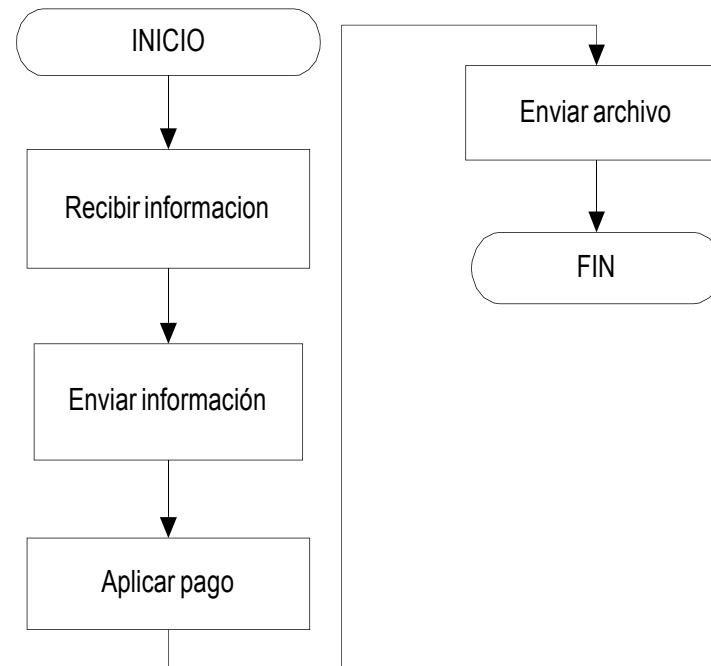 INICIO
Recibir informacion
Enviar información
Aplicar pago
Enviar archivo
FIN